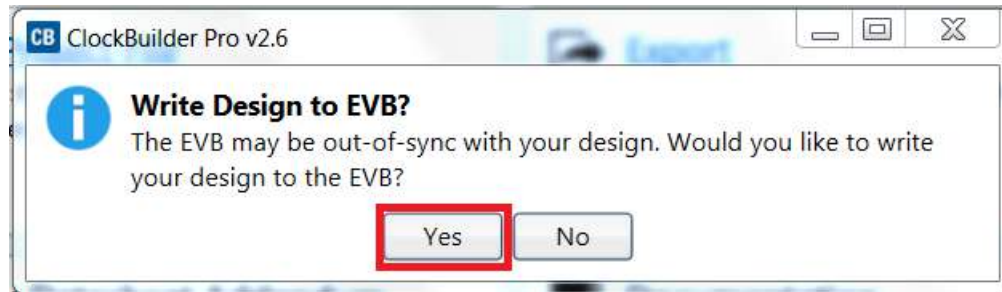 CB ClockBuilder Pro v2.6
Export
Write Design to EVB?
The EVB may be out-of-sync with your design. Would you like to write
your design to the EVB?
Yes No